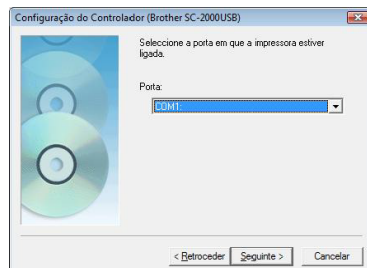 Configuração do Controlador (Brother SC-2000USB)
Seleccione a porta em que a impressora estiver
ligada.
Porta:
COM1:
< Retroceder
Seguinte >
Cancelar